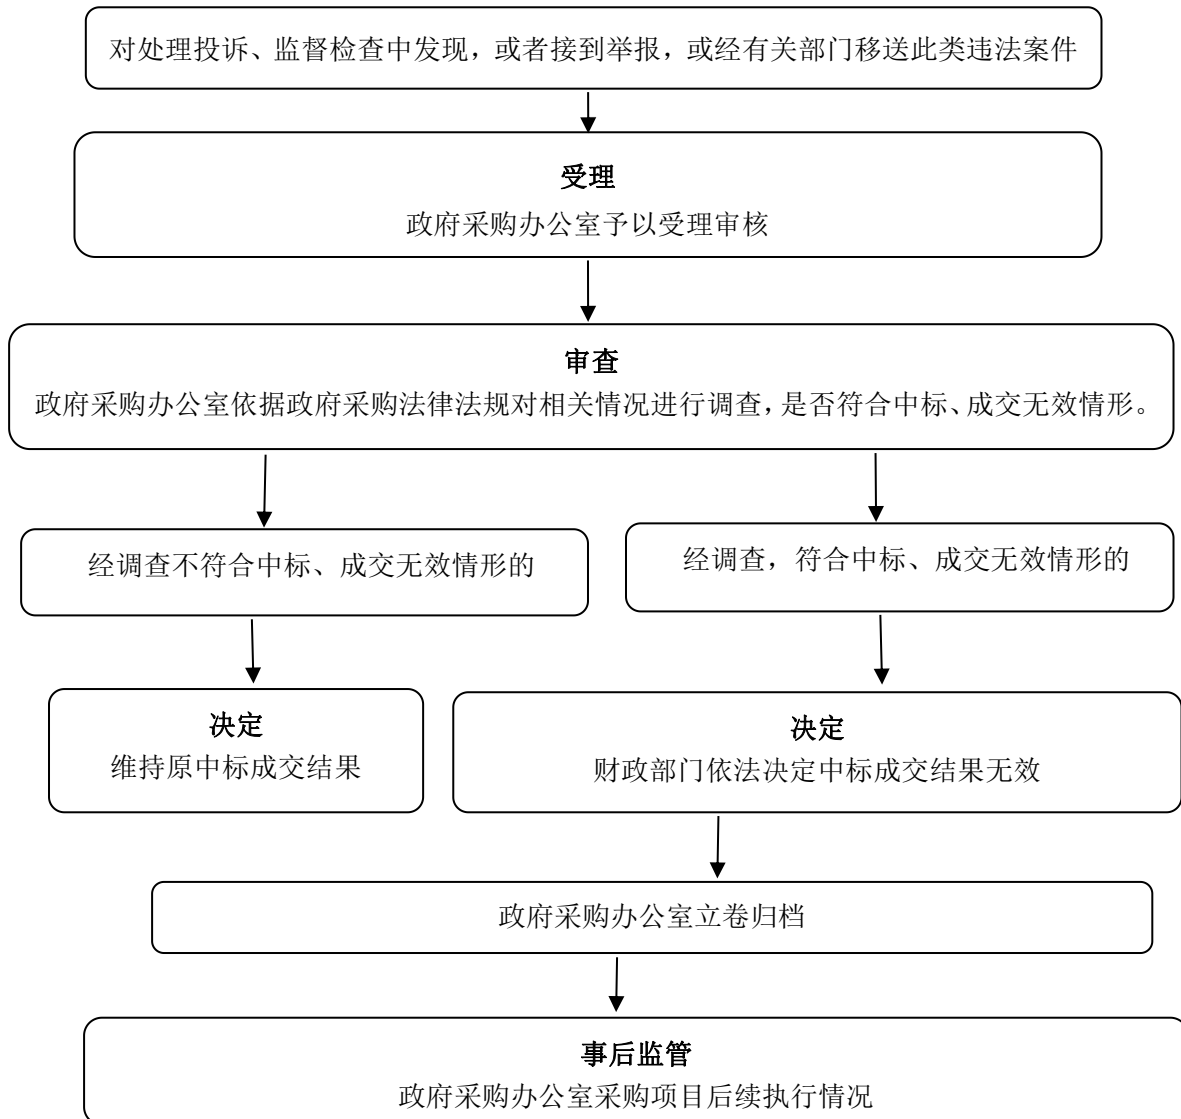 对处理投诉、监督检查中发现，或者接到举报，或经有关部门移送此类违法案件
受理
政府采购办公室予以受理审核
审查
政府采购办公室依据政府采购法律法规对相关情况进行调查，是否符合中标、成交无效情形。
经调查不符合中标、成交无效情形的
经调查，符合中标、成交无效情形的
决定
维持原中标成交结果
决定
财政部门依法决定中标成交结果无效
政府采购办公室立卷归档
事后监管
政府采购办公室采购项目后续执行情况